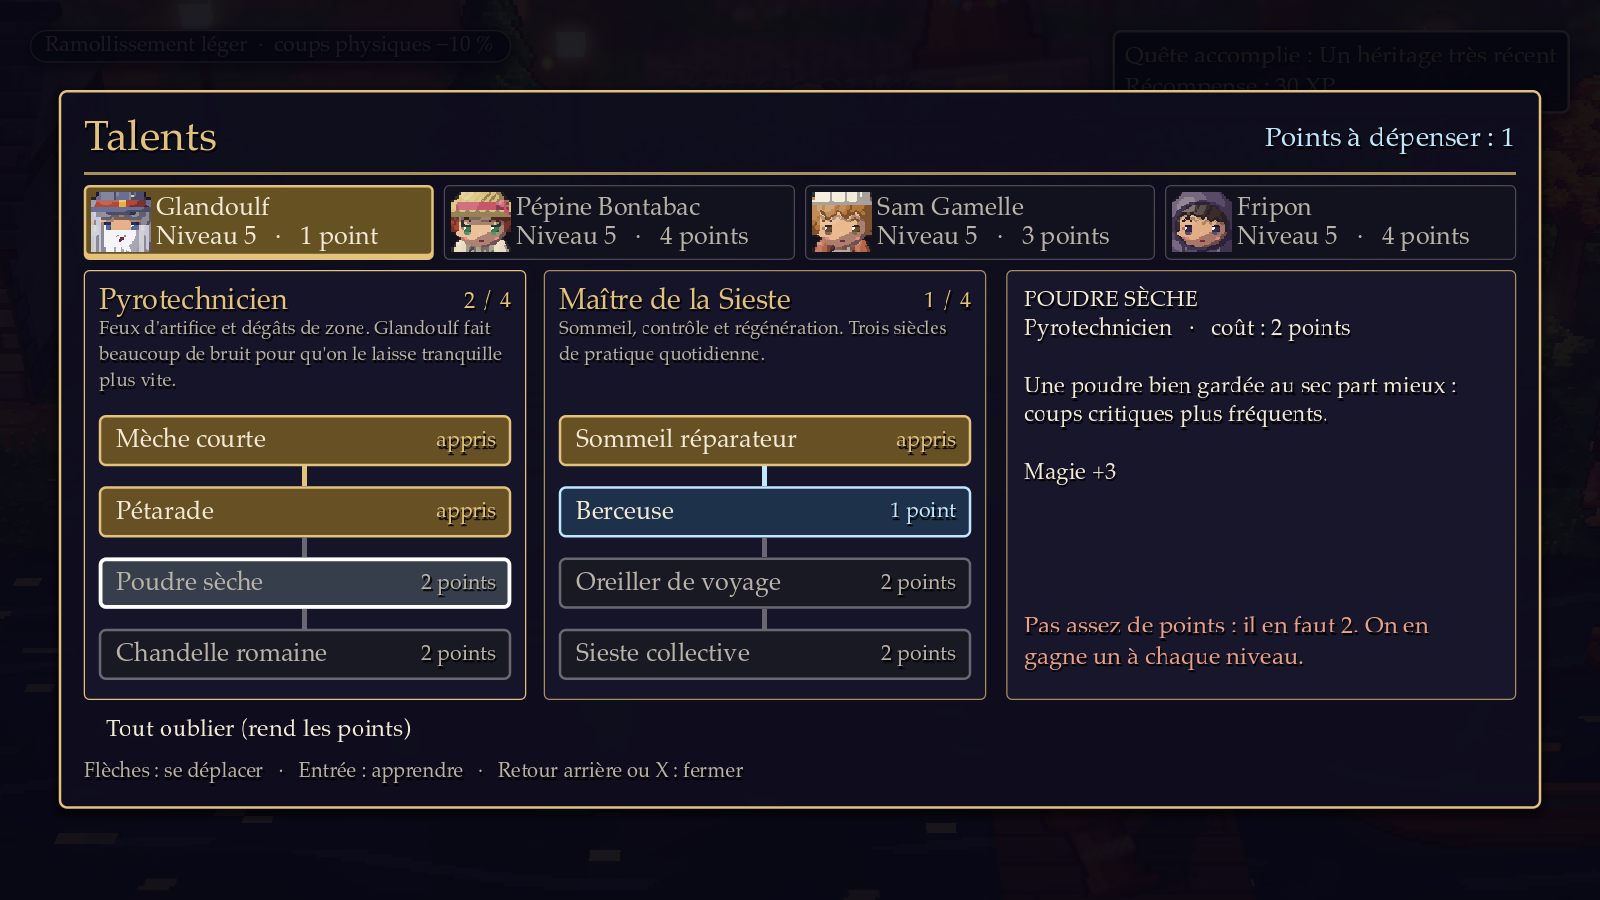 Ramollissement léger · coups physiques −10 %
Quête accomplie : Un héritage très récent
Récompense : 30 XP
Talents
Points à dépenser : 1
Glandoulf
Niveau 5 · 1 point
Pépine Bontabac
Niveau 5 · 4 points
Sam Gamelle
Niveau 5 · 3 points
Fripon
Niveau 5 · 4 points
Pyrotechnicien 2 / 4
Feux d'artifice et dégâts de zone. Glandoulf fait
beaucoup de bruit pour qu'on le laisse tranquille
plus vite.
Mèche courte appris
Pétarade appris
Poudre sèche 2 points
Chandelle romaine 2 points
Maître de la Sieste 1 / 4
Sommeil, contrôle et régénération. Trois siècles
de pratique quotidienne.
Sommeil réparateur appris
Berceuse 1 point
Oreiller de voyage 2 points
Sieste collective 2 points
POUDRE SÈCHE
Pyrotechnicien · coût : 2 points
Une poudre bien gardée au sec part mieux :
coups critiques plus fréquents.
Magie +3
Pas assez de points : il en faut 2. On en
gagne un à chaque niveau.
Tout oublier (rend les points)
Flèches : se déplacer · Entrée : apprendre · Retour arrière ou X : fermer